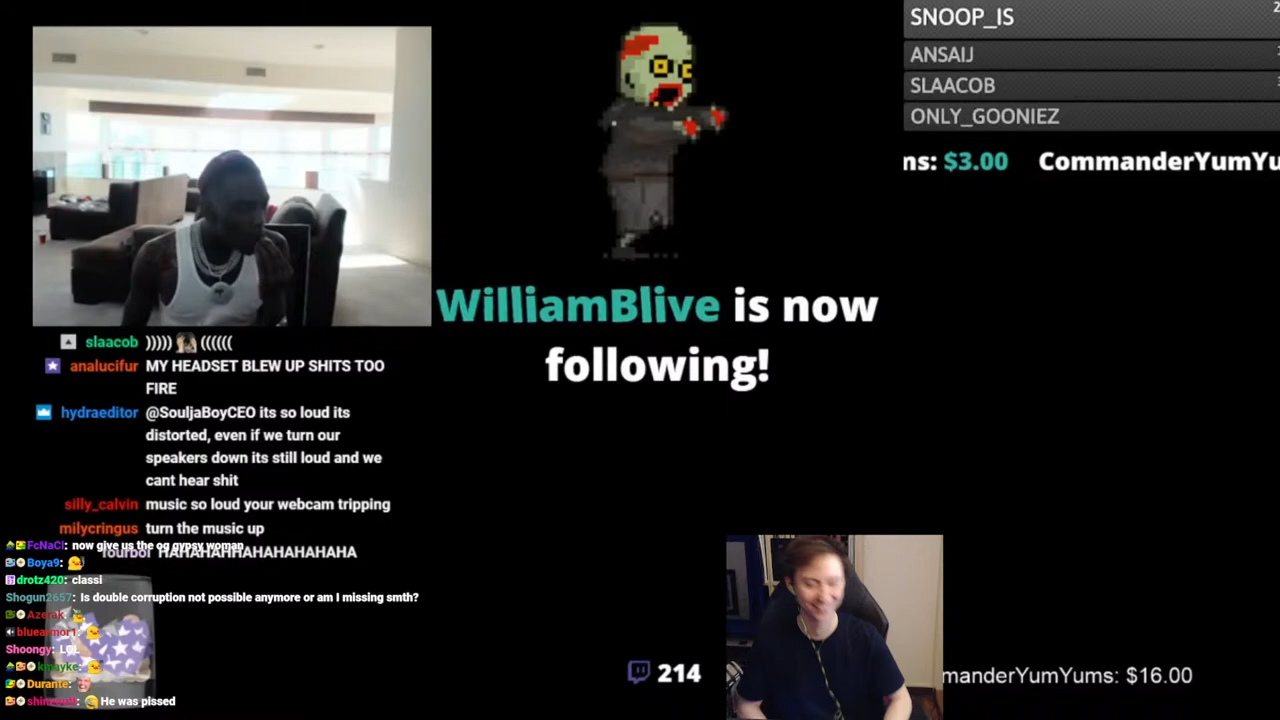 SNOOP_IS
ANSAIJ
SLAACOB
ONLY_GOONIEZ
ns: $3.00 CommanderYumYu
WilliamBlive is now
following!
slaacob ))))) ((((((
analucifur MY HEADSET BLEW UP SHITS TOO
FIRE
hydraeditor @SouljaBoyCEO its so loud its
distorted, even if we turn our
speakers down its still loud and we
cant hear shit
silly_calvin music so loud your webcam tripping
milycringus turn the music up
HAHAHAHHAHAHAHAHAHA
FcNaCl: now give us the og gypsy woman
Boya9:
drotz420: classi
Shogun2657: Is double corruption not possible anymore or am I missing smth?
Azerak:
bluearmor1:
Shoongy: LOL
Durante:
He was pissed
214
manderYumYums: $16.00